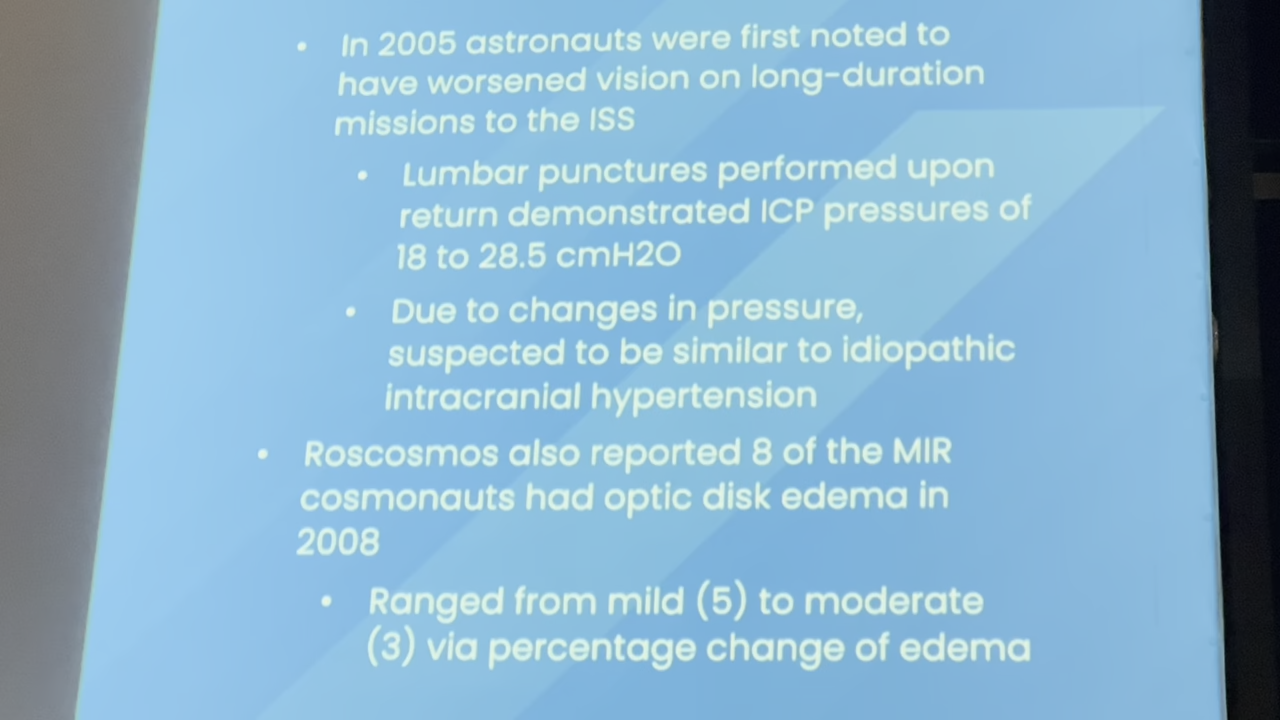 • In 2005 astronauts were first noted to
have worsened vision on long-duration
missions to the ISS
• Lumbar punctures performed upon
return demonstrated ICP pressures of
18 to 28.5 cmH2O
• Due to changes in pressure,
suspected to be similar to idiopathic
intracranial hypertension
• Roscosmos also reported 8 of the MIR
cosmonauts had optic disk edema in
2008
• Ranged from mild (5) to moderate
(3) via percentage change of edema